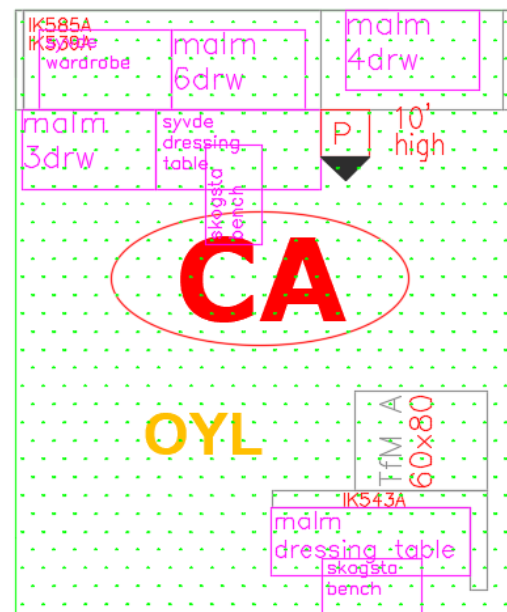 IK585A
IK539A
syvde
wardrobe
malm
6drw
malm
4drw
malm
3drw
syvde
dressing
table
P
10'
high
skogsta
bench
CA
OYL
TfM A
60x80
IK543A
malm
dressing table
skogsta
bench